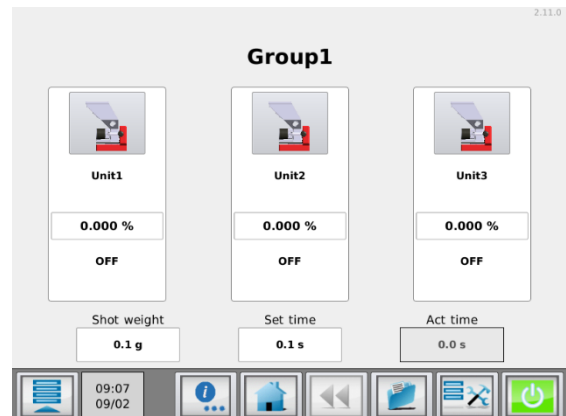 2.11.0
Group1
Unit1 Unit2 Unit3
0.000 % 0.000 % 0.000 %
OFF OFF OFF
Shot weight Set time Act time
0.1 g 0.1 s 0.0 s
09:07
09/02